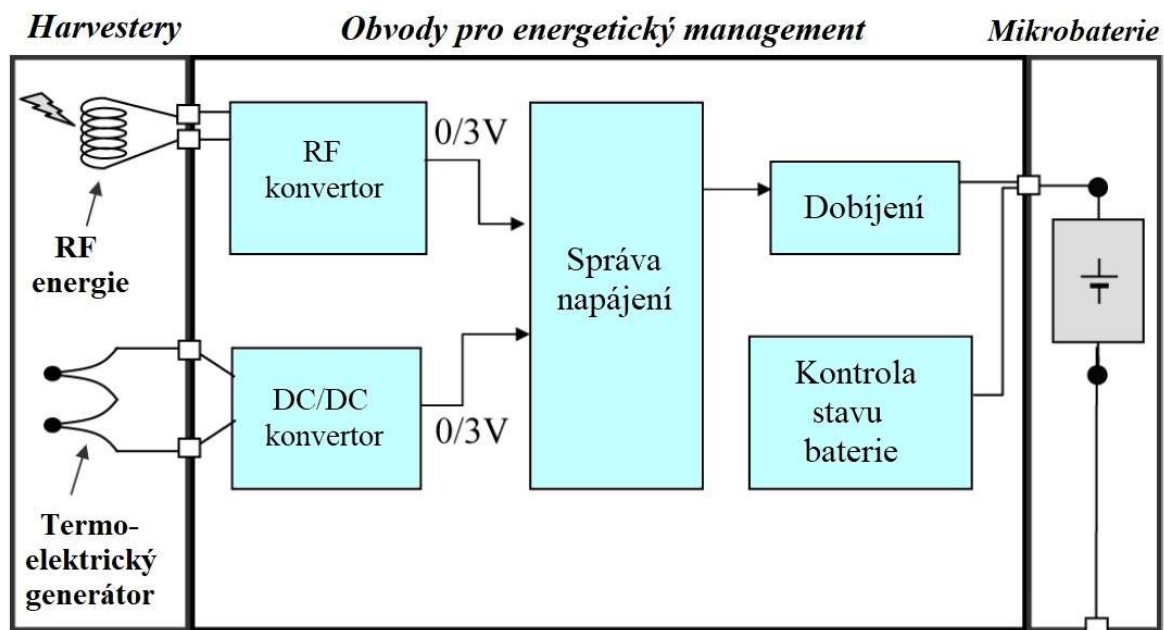 Harvestery
Obvody pro energetický management
Mikrobaterie
RF
konvertor
0/3V
RF
energie
Správa
napájení
Dobíjení
DC/DC
konvertor
0/3V
Kontrola
stavu
baterie
Termo-
elektrický
generátor